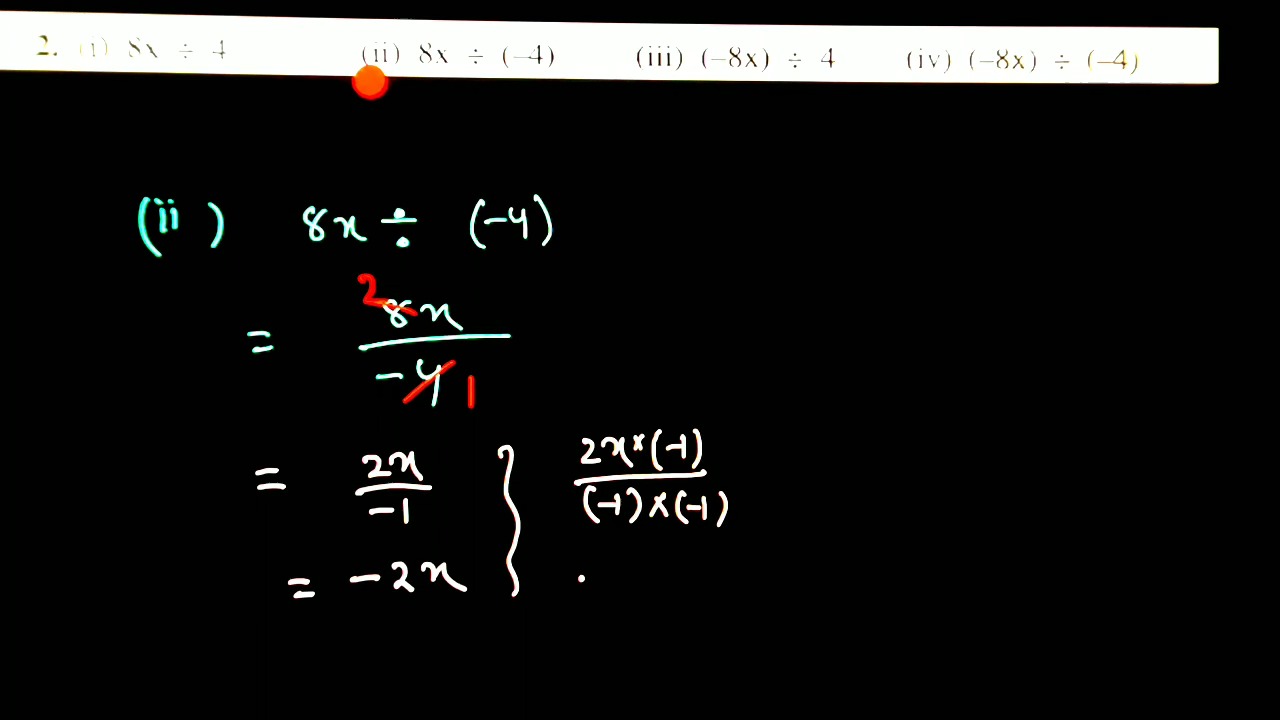 2. (i) 8x ÷ 4 (ii) 8x ÷ (−4) (iii) (−8x) ÷ 4 (iv) (−8x) ÷ (−4)
(ii) 8x ÷ (-4)
2
= 8x / -4 1
= 2x / -1 } 2x×(-1) / (-1)×(-1)
= -2x